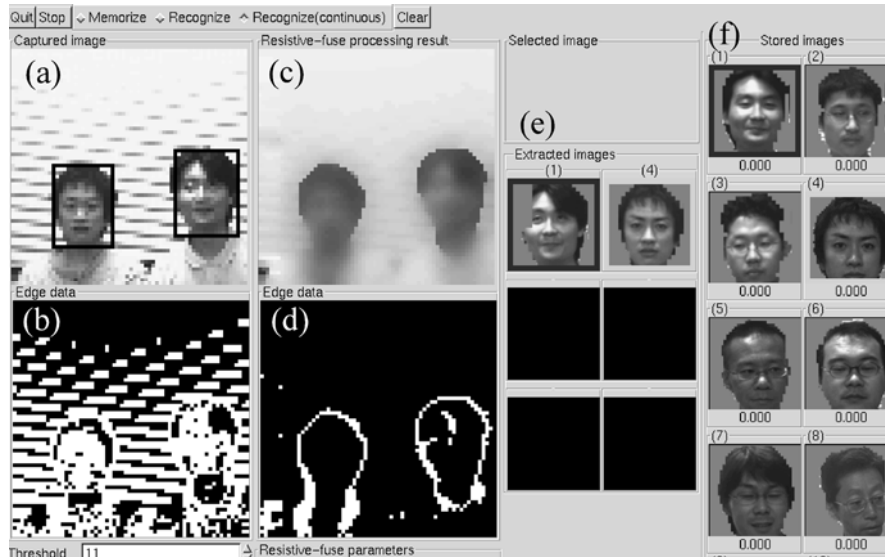 Quit Stop Memorize Recognize Recognize(continuous) Clear
Captured image
(a)
Resistive-fuse processing result
(c)
Selected image
(e)
Extracted images
(1) (4)
(f) Stored images
(1) (2)
0.000 0.000
(3) (4)
0.000 0.000
(5) (6)
0.000 0.000
(7) (8)
0.000 0.000
Edge data
(b)
Edge data
(d)
Threshold 11
Resistive-fuse parameters